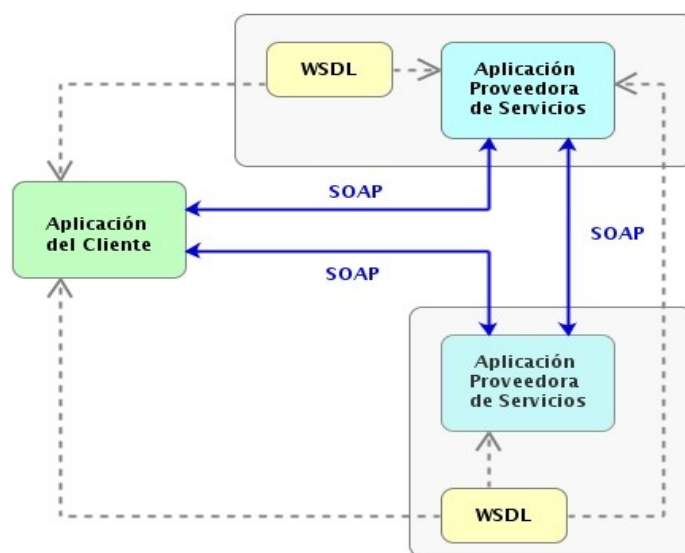 WSDL
Aplicación
Proveedora
de Servicios
SOAP
Aplicación
del Cliente
SOAP
SOAP
Aplicación
Proveedora
de Servicios
WSDL